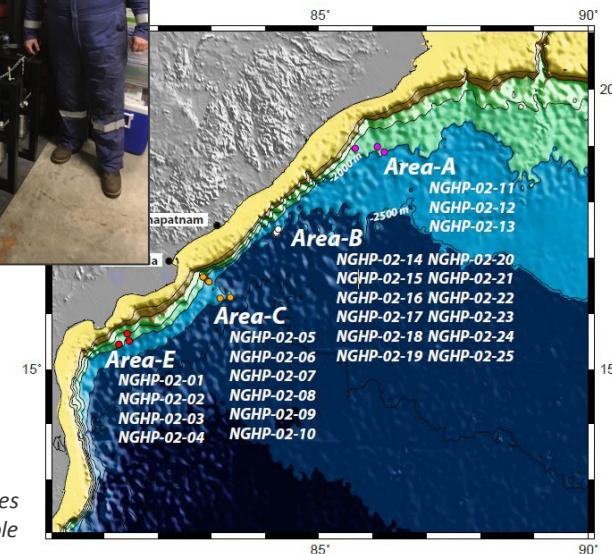 85°
90°
20
-2000 m
Area-A
NGHP-02-11
NGHP-02-12
NGHP-02-13
-2500 m
hapatnam
Area-B
NGHP-02-14 NGHP-02-20
NGHP-02-15 NGHP-02-21
NGHP-02-16 NGHP-02-22
NGHP-02-17 NGHP-02-23
NGHP-02-18 NGHP-02-24
NGHP-02-19 NGHP-02-25
a
Area-C
NGHP-02-05
NGHP-02-06
NGHP-02-07
NGHP-02-08
NGHP-02-09
NGHP-02-10
Area-E
NGHP-02-01
NGHP-02-02
NGHP-02-03
NGHP-02-04
15°
15
es
ole
85°
90°